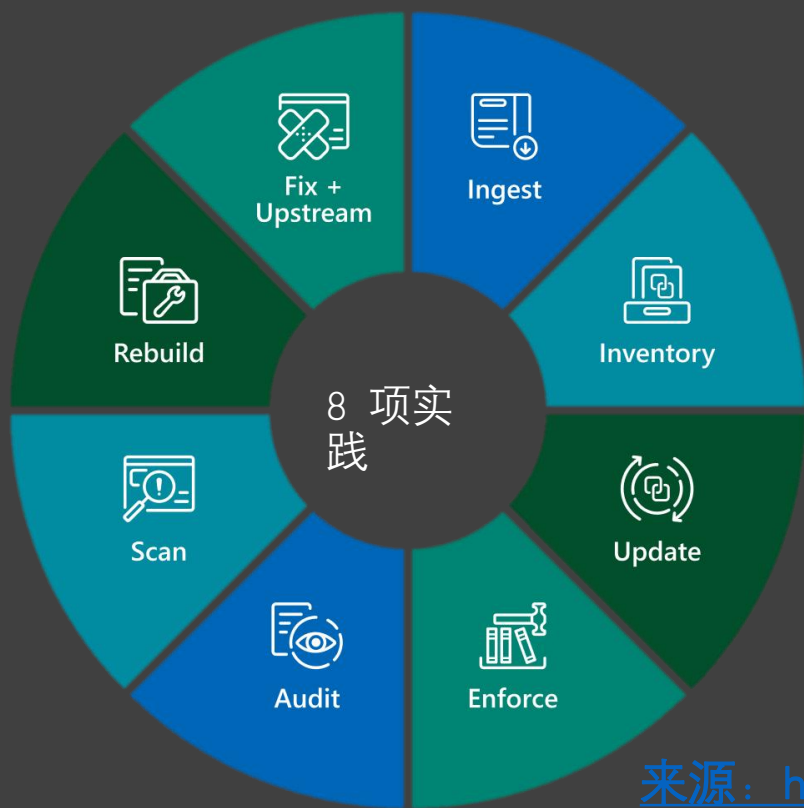 Fix +
Upstream
Ingest
Rebuild
Inventory
8 项实
践
Scan
Update
Audit
Enforce
来源：h